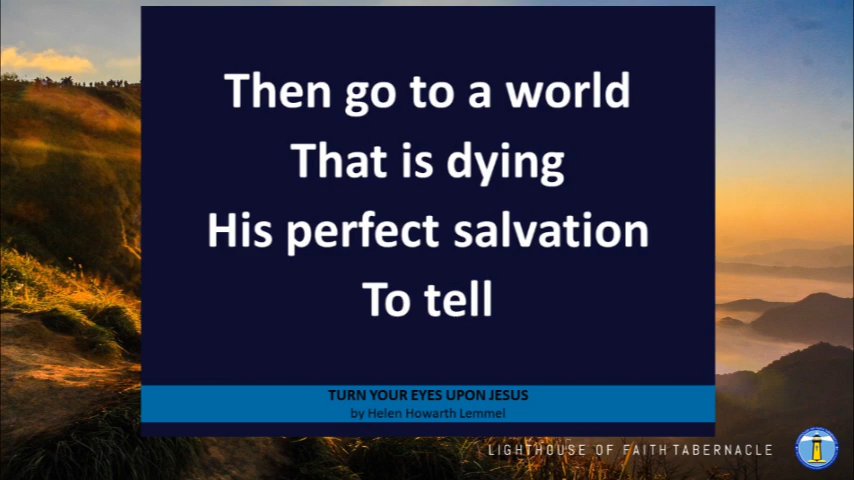 Then go to a world
That is dying
His perfect salvation
To tell
TURN YOUR EYES UPON JESUS
by Helen Howarth Lemmel
LIGHTHOUSE OF FAITH TABERNACLE